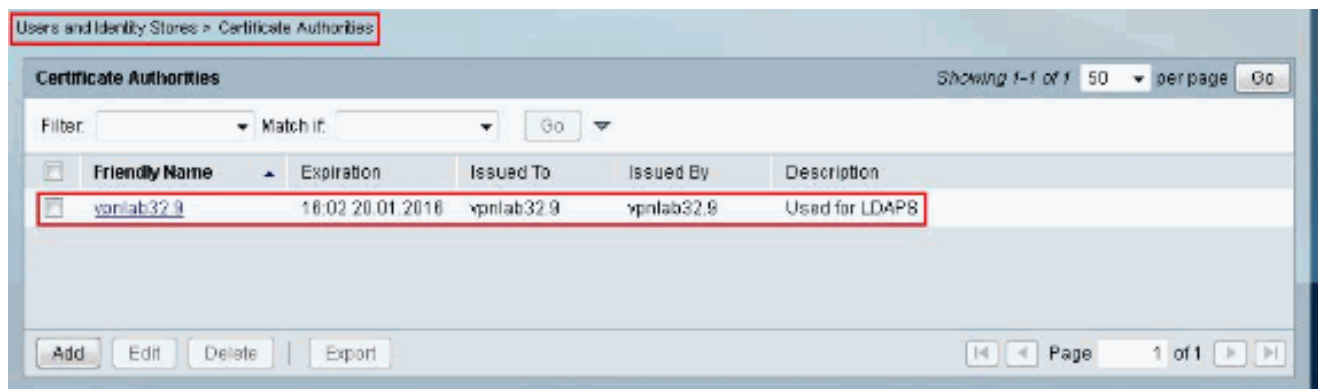 Users and Identity Stores > Certificate Authorities
Certificate Authorities Showing 1-1 of 1 50 per page Go
Filter: Match if: Go
Friendly Name Expiration Issued To Issued By Description
vpnlab32.9 16:02 20.01.2016 vpnlab32.9 vpnlab32.9 Used for LDAPS
Add Edit Delete | Export Page 1 of 1